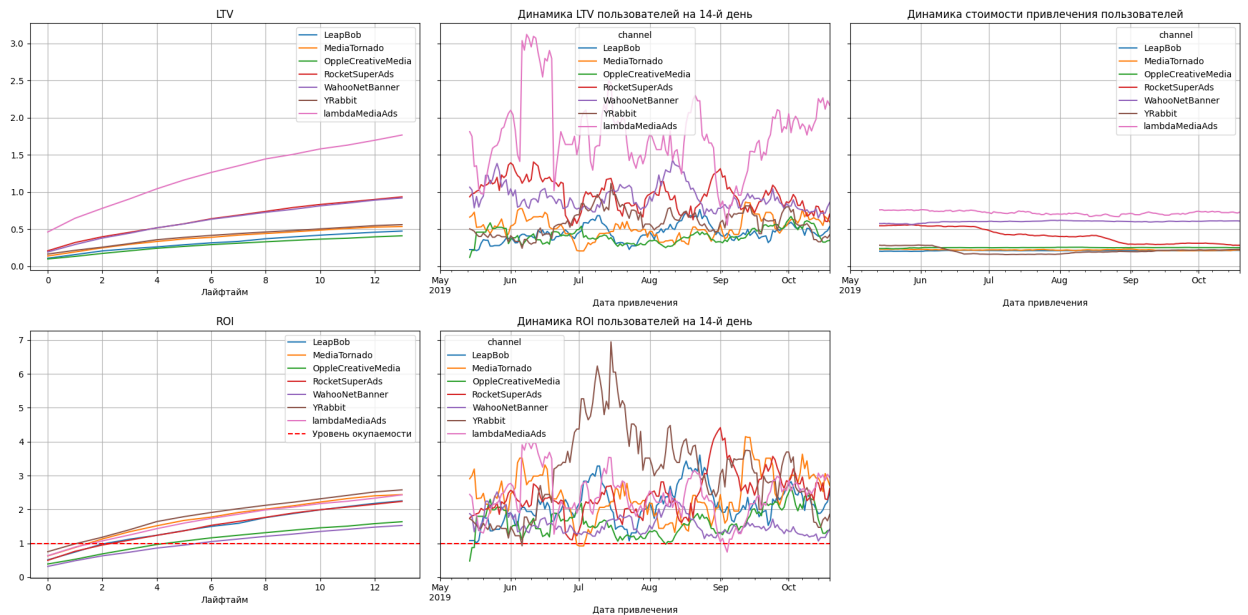 LTV
3.0
2.5
2.0
1.5
1.0
0.5
0.0
LeapBob
MediaTornado
OppleCreativeMedia
RocketSuperAds
WahooNetBanner
YRabbit
lambdaMediaAds
0 2 4 6 8 10 12
Лайфтайм
Динамика LTV пользователей на 14-й день
channel
LeapBob
MediaTornado
OppleCreativeMedia
RocketSuperAds
WahooNetBanner
YRabbit
lambdaMediaAds
May Jun Jul Aug Sep Oct
2019
Дата привлечения
Динамика стоимости привлечения пользователей
channel
LeapBob
MediaTornado
OppleCreativeMedia
RocketSuperAds
WahooNetBanner
YRabbit
lambdaMediaAds
May Jun Jul Aug Sep Oct
2019
Дата привлечения
ROI
7
6
5
4
3
2
1
0
LeapBob
MediaTornado
OppleCreativeMedia
RocketSuperAds
WahooNetBanner
YRabbit
lambdaMediaAds
Уровень окупаемости
0 2 4 6 8 10 12
Лайфтайм
Динамика ROI пользователей на 14-й день
channel
LeapBob
MediaTornado
OppleCreativeMedia
RocketSuperAds
WahooNetBanner
YRabbit
lambdaMediaAds
May Jun Jul Aug Sep Oct
2019
Дата привлечения